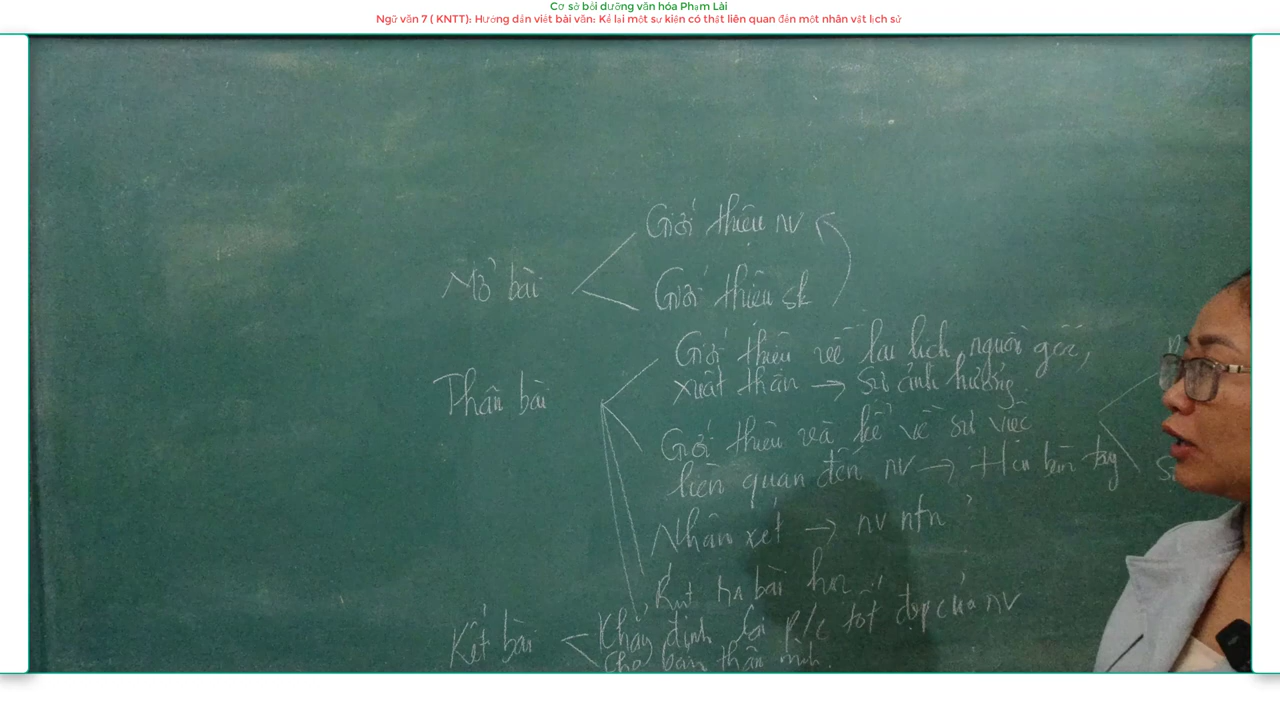 Cơ sở bồi dưỡng văn hóa Phạm Lài
Ngữ văn 7 ( KNTT): Hướng dẫn viết bài văn: Kể lại một sự kiện có thật liên quan đến một nhân vật lịch sử
Mở bài
Giới thiệu nv
Giới thiệu sk
Thân bài
Giới thiệu về lai lịch, nguồn gốc,
xuất thân → Sự ảnh hưởng.
Giới thiệu và kể về sự việc
liên quan đến nv →
Nhận xét → nv ntn
Rút ra bài học
Kết bài
Khẳng định lại p/c tốt đẹp của nv
Cho bản thân mình.